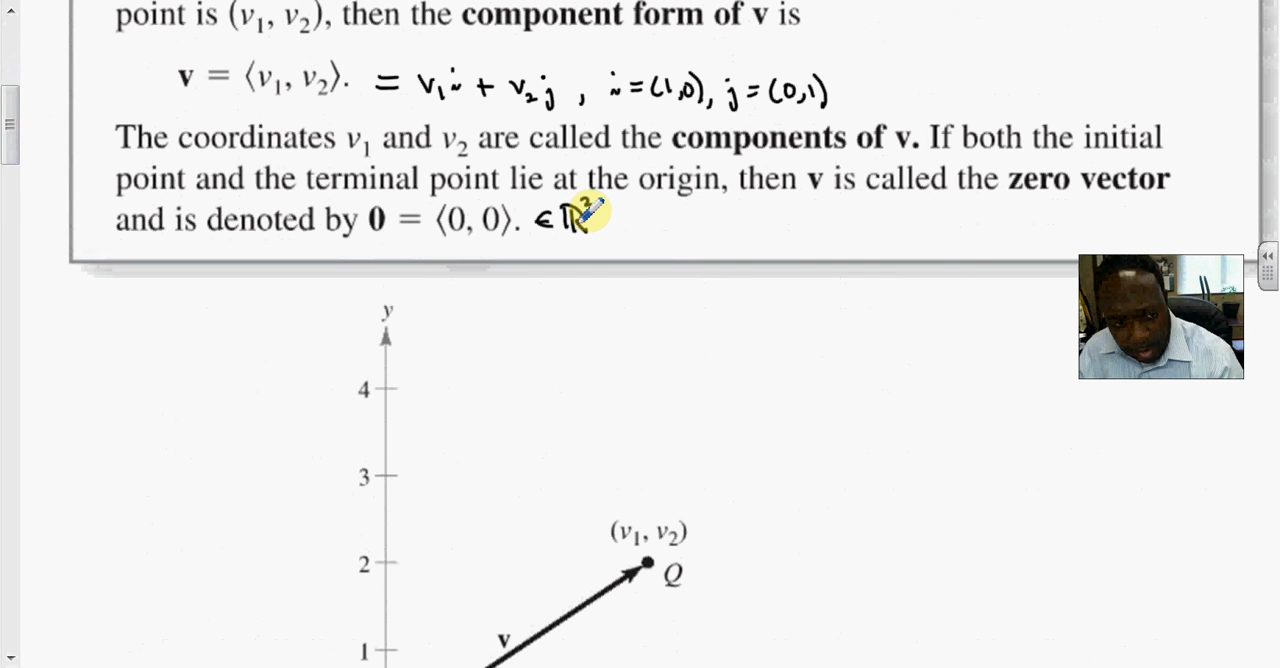 point is (v₁, v₂), then the component form of v is
v = ⟨v₁, v₂⟩. = v₁i + v₂j , i = (1,0), j = (0,1)
The coordinates v₁ and v₂ are called the components of v. If both the initial
point and the terminal point lie at the origin, then v is called the zero vector
and is denoted by 0 = ⟨0, 0⟩. ∈ ℝ²
y
4
3
(v₁, v₂)
2
Q
v
1